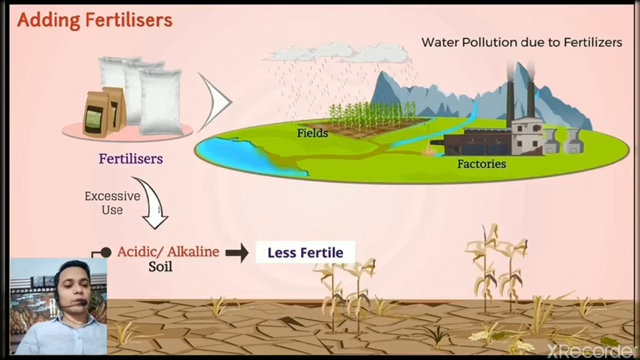 Adding Fertilisers
Water Pollution due to Fertilizers
Fields
Factories
Fertilisers
Excessive
Use
Acidic/ Alkaline
Soil
Less Fertile
XRecorder